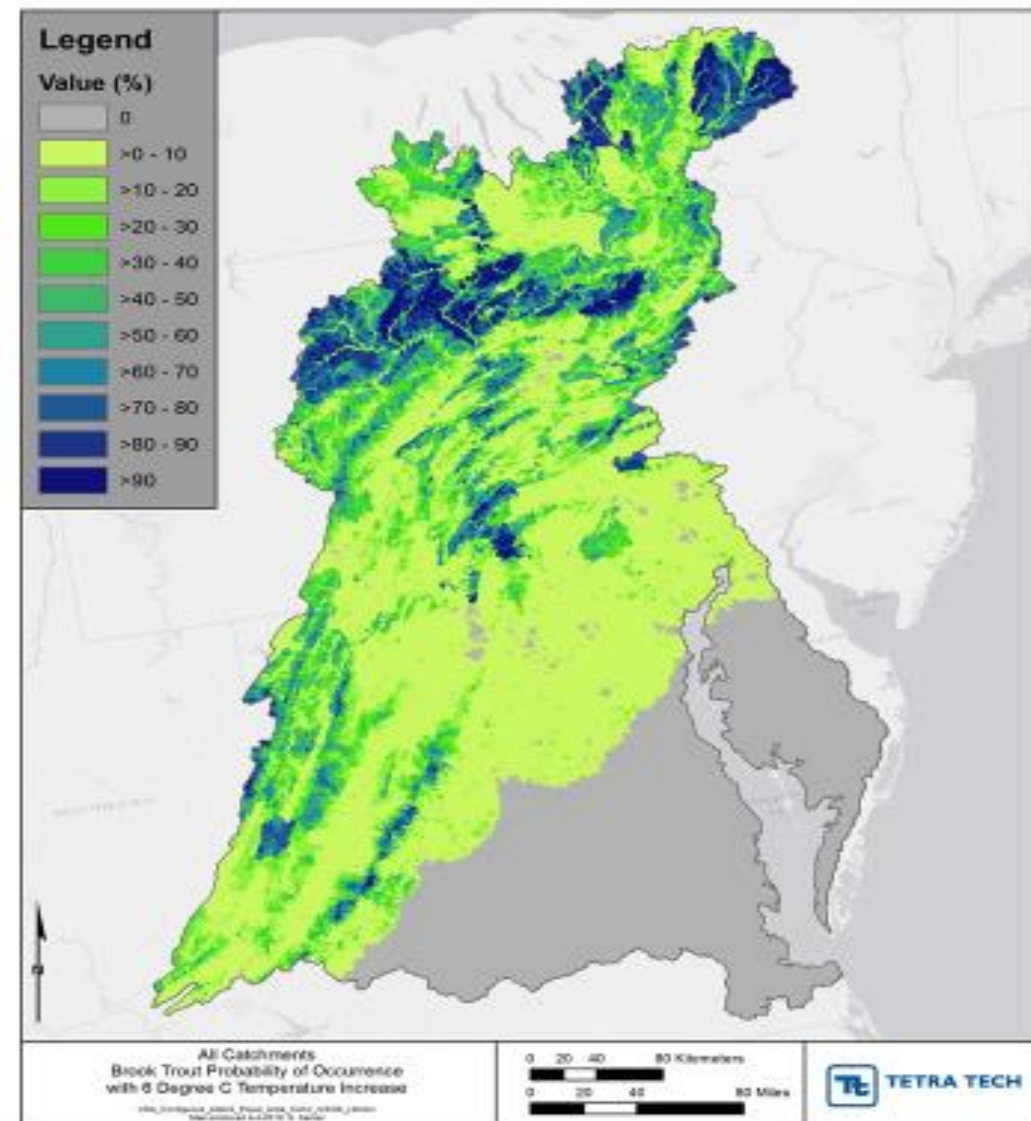 Legend
Value (%)
0
>0 - 10
>10 - 20
>20 - 30
>30 - 40
>40 - 50
>50 - 60
>60 - 70
>70 - 80
>80 - 90
>90
All Catchments
Brook Trout Probability of Occurrence
with 6 Degree C Temperature Increase
0 20 40 80 Kilometers
0 20 40 80 Miles
TETRA TECH